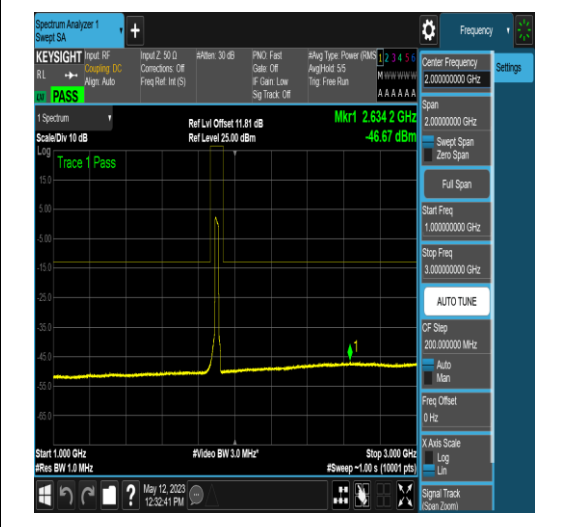 Spectrum Analyzer 1
Swept SA
+
Frequency
KEYSIGHT
RL
PASS
Input: RF
Coupling: DC
Align: Auto
Input Z: 50 Ω
Corrections: Off
Freq Ref: Int (S)
#Atten: 30 dB
PNO: Fast
Gate: Off
IF Gain: Low
Sig Track: Off
#Avg Type: Power (RMS
Avg|Hold: 5/5
Trig: Free Run
1 2 3 4 5 6
M W W W W W
A A A A A A
1 Spectrum
Scale/Div 10 dB
Ref Lvl Offset 11.81 dB
Ref Level 25.00 dBm
Mkr1 2.634 2 GHz
-46.67 dBm
Log
Trace 1 Pass
15.0
5.00
-5.00
-15.0
-25.0
-35.0
-45.0
-55.0
-65.0
1
Start 1.000 GHz
#Res BW 1.0 MHz
#Video BW 3.0 MHz*
Stop 3.000 GHz
#Sweep ~1.00 s (10001 pts)
?
May 12, 2023
12:32:41 PM
Center Frequency
2.000000000 GHz
Span
2.00000000 GHz
Swept Span
Zero Span
Full Span
Start Freq
1.000000000 GHz
Stop Freq
3.000000000 GHz
AUTO TUNE
CF Step
200.000000 MHz
Auto
Man
Freq Offset
0 Hz
X Axis Scale
Log
Lin
Signal Track
(Span Zoom)
Settings